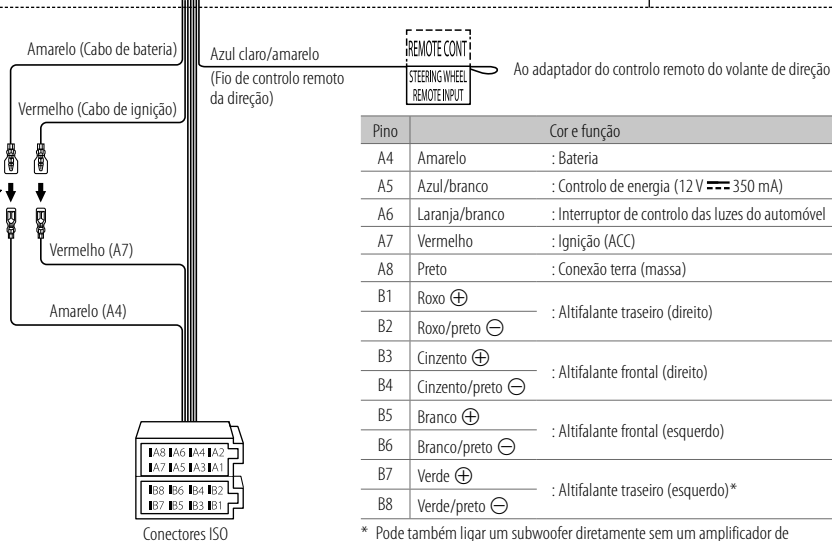 Amarelo (Cabo de bateria)
Azul claro/amarelo
(Fio de controlo remoto
da direção)
REMOTE CONT
STEERING WHEEL
REMOTE INPUT
Ao adaptador do controlo remoto do volante de direção
Vermelho (Cabo de ignição)
Vermelho (A7)
Amarelo (A4)
A8 A6 A4 A2
A7 A5 A3 A1
B8 B6 B4 B2
B7 B5 B3 B1
Conectores ISO
Pino Cor e função
A4 Amarelo : Bateria
A5 Azul/branco : Controlo de energia (12 V ⎓ 350 mA)
A6 Laranja/branco : Interruptor de controlo das luzes do automóvel
A7 Vermelho : Ignição (ACC)
A8 Preto : Conexão terra (massa)
B1 Roxo ⊕
: Altifalante traseiro (direito)
B2 Roxo/preto ⊖
B3 Cinzento ⊕
: Altifalante frontal (direito)
B4 Cinzento/preto ⊖
B5 Branco ⊕
: Altifalante frontal (esquerdo)
B6 Branco/preto ⊖
B7 Verde ⊕
: Altifalante traseiro (esquerdo)*
B8 Verde/preto ⊖
* Pode também ligar um subwoofer diretamente sem um amplificador de